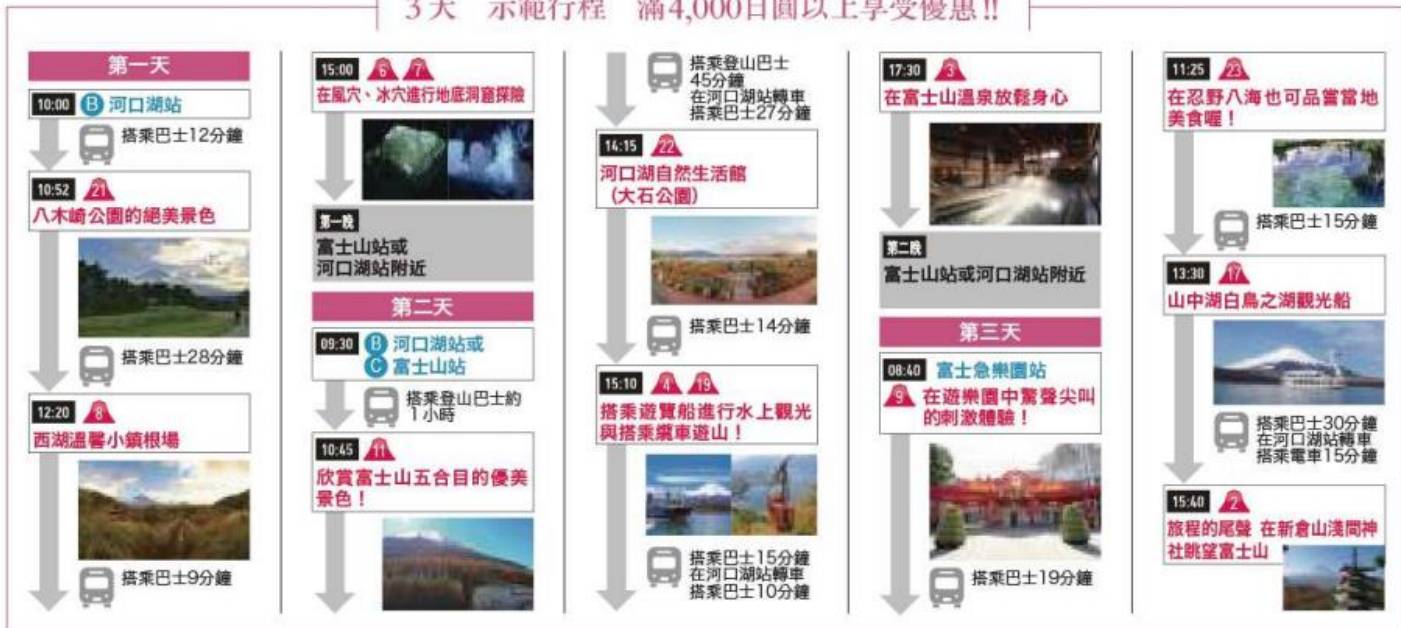 3天 示範行程 滿4,000日圓以上享受優惠!!
第一天
10:00 B 河口湖站
搭乘巴士12分鐘
10:52 21
八木崎公園的絕美景色
搭乘巴士28分鐘
12:20 8
西湖溫馨小鎮根場
搭乘巴士9分鐘
15:00 6 7
在風穴、冰穴進行地底洞窟探險
第一晚
富士山站或
河口湖站附近
第二天
09:30 B 河口湖站或
C 富士山站
搭乘登山巴士約
1小時
10:45 11
欣賞富士山五合目的優美
景色!
搭乘登山巴士
45分鐘
在河口湖站轉車
搭乘巴士27分鐘
14:15 22
河口湖自然生活館
(大石公園)
搭乘巴士14分鐘
15:10 4 19
搭乘遊覽船進行水上觀光
與搭乘纜車遊山!
搭乘巴士15分鐘
在河口湖站轉車
搭乘巴士10分鐘
17:30 3
在富士山溫泉放鬆身心
第二晚
富士山站或河口湖站附近
第三天
08:40 富士急樂園站
9 在遊樂園中驚聲尖叫
的刺激體驗!
搭乘巴士19分鐘
11:25 23
在忍野八海也可品嘗當地
美食喔!
搭乘巴士15分鐘
13:30 17
山中湖白鳥之湖觀光船
搭乘巴士30分鐘
在河口湖站轉車
搭乘電車15分鐘
15:40 2
旅程的尾聲 在新倉山淺間神
社眺望富士山